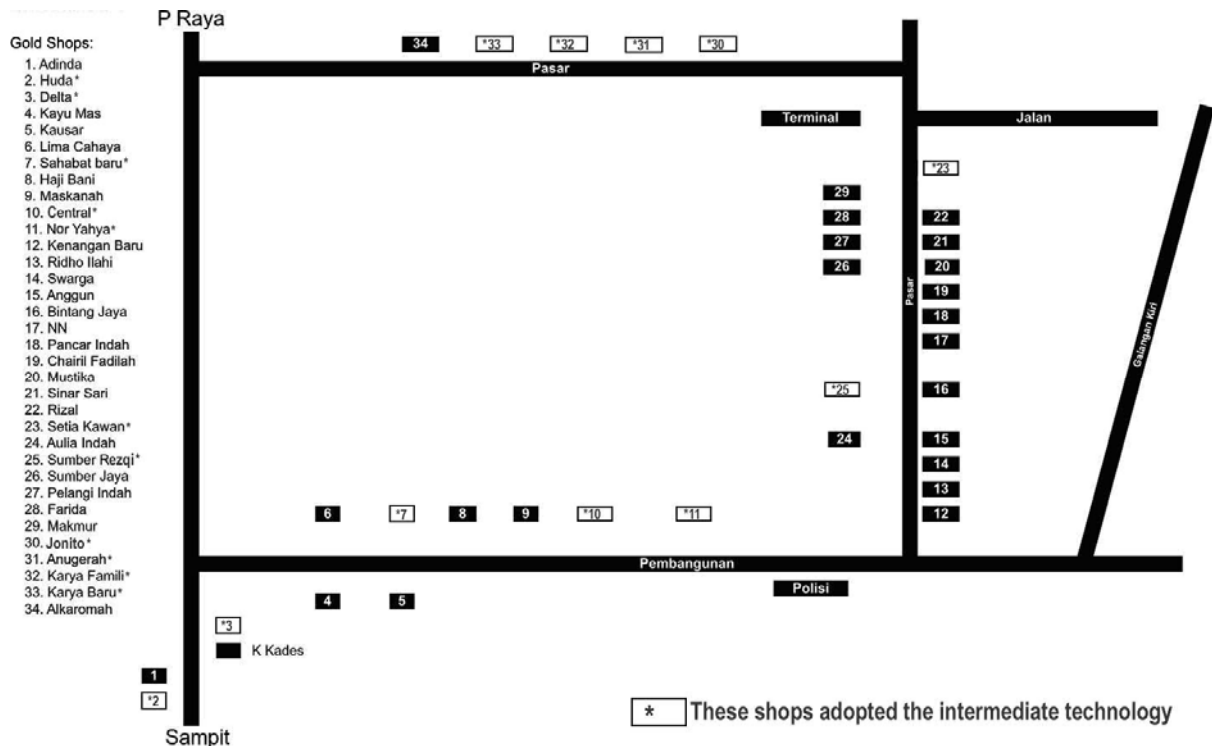 P Raya
Gold Shops:
1. Adinda
2. Huda*
3. Delta*
4. Kayu Mas
5. Kausar
6. Lima Cahaya
7. Sahabat baru*
8. Haji Bani
9. Maskanah
10. Central*
11. Nor Yahya*
12. Kenangan Baru
13. Ridho Ilahi
14. Swarga
15. Anggun
16. Bintang Jaya
17. NN
18. Pancar Indah
19. Chairil Fadilah
20. Mustika
21. Sinar Sari
22. Rizal
23. Setia Kawan*
24. Aulia Indah
25. Sumber Rezqi*
26. Sumber Jaya
27. Pelangi Indah
28. Farida
29. Makmur
30. Jonito*
31. Anugerah*
32. Karya Famili*
33. Karya Baru*
34. Alkaromah
34 *33 *32 *31 *30
Pasar
Terminal Jalan
*23
29
28 22
27 21
26 20
19
18
17
Pasar
Galangan Kiri
*25 16
24 15
14
13
6 *7 8 9 *10 *11 12
Pembangunan
Polisi
4 5
*3
K Kades
1
*2
Sampit
* These shops adopted the intermediate technology